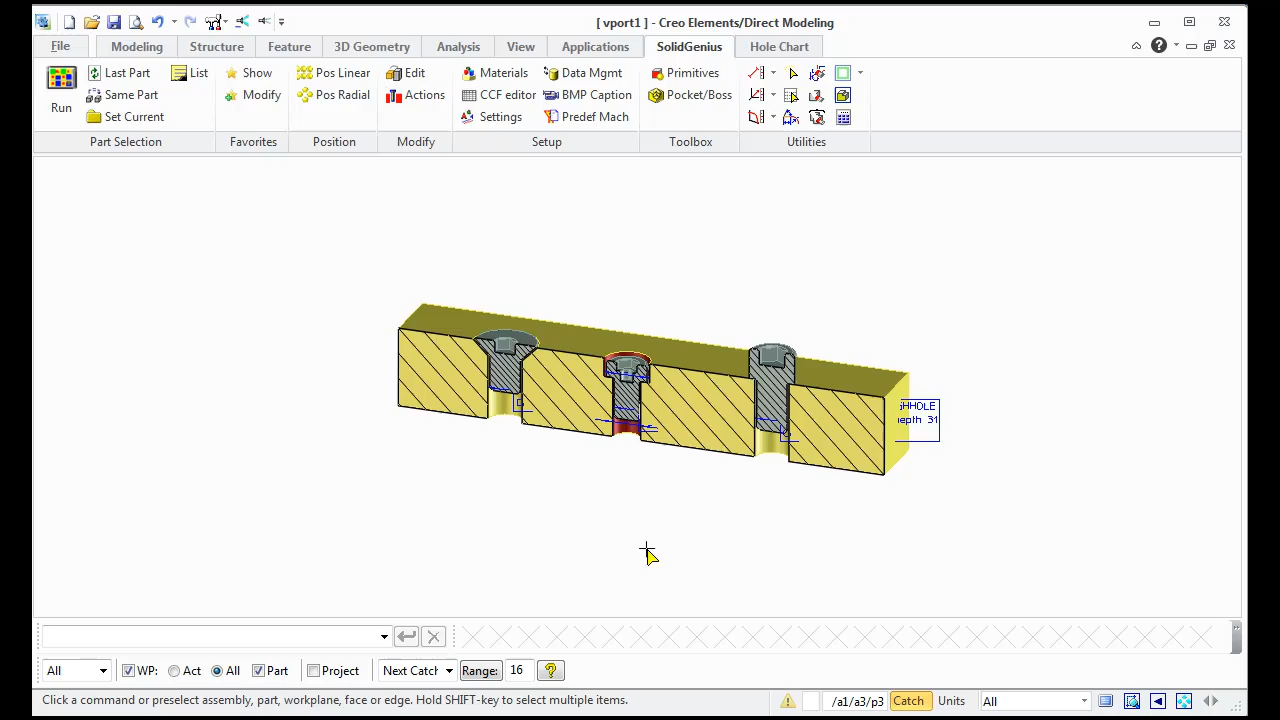 [ vport1 ] - Creo Elements/Direct Modeling
File Modeling Structure Feature 3D Geometry Analysis View Applications SolidGenius Hole Chart
Run
Last Part List
Same Part
Set Current
Show
Modify
Pos Linear
Pos Radial
Edit
Actions
Materials Data Mgmt
CCF editor BMP Caption
Settings Predef Mach
Primitives
Pocket/Boss
Part Selection Favorites Position Modify Setup Toolbox Utilities
HHOLE
depth 31
All WP: Act All Part Project Next Catch Range: 16
Click a command or preselect assembly, part, workplane, face or edge. Hold SHIFT-key to select multiple items. /a1/a3/p3 Catch Units All